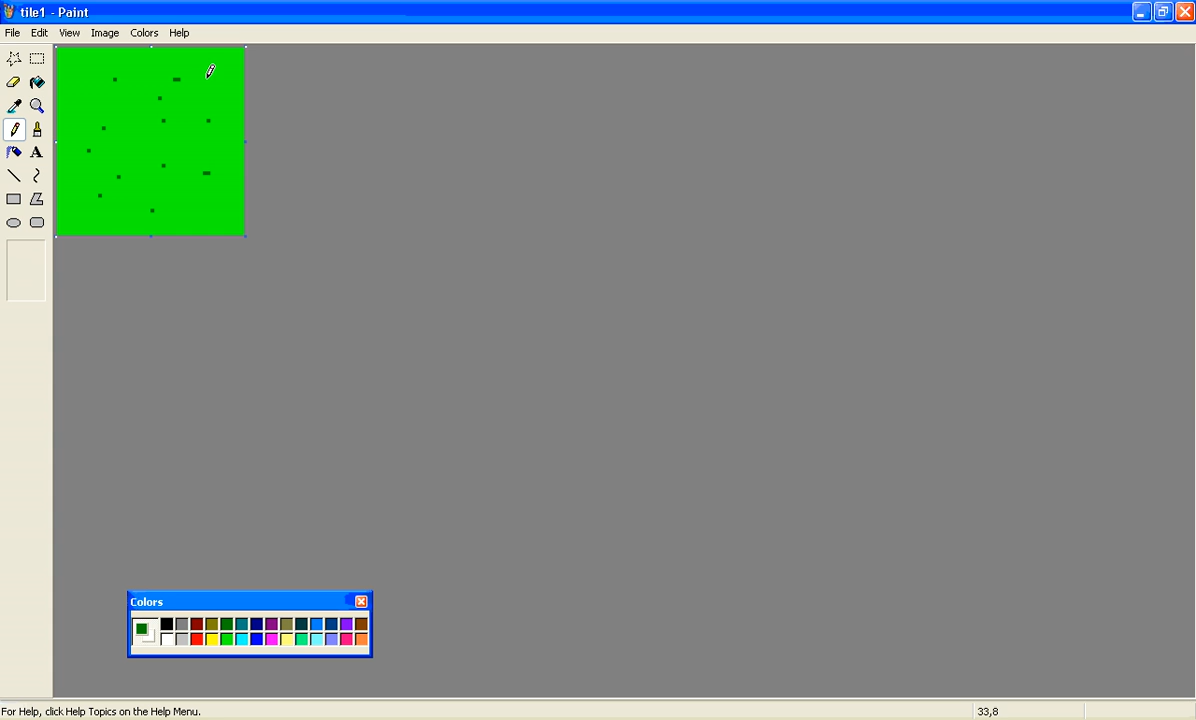 tile1 - Paint
File Edit View Image Colors Help
A
Colors
For Help, click Help Topics on the Help Menu.
33,8